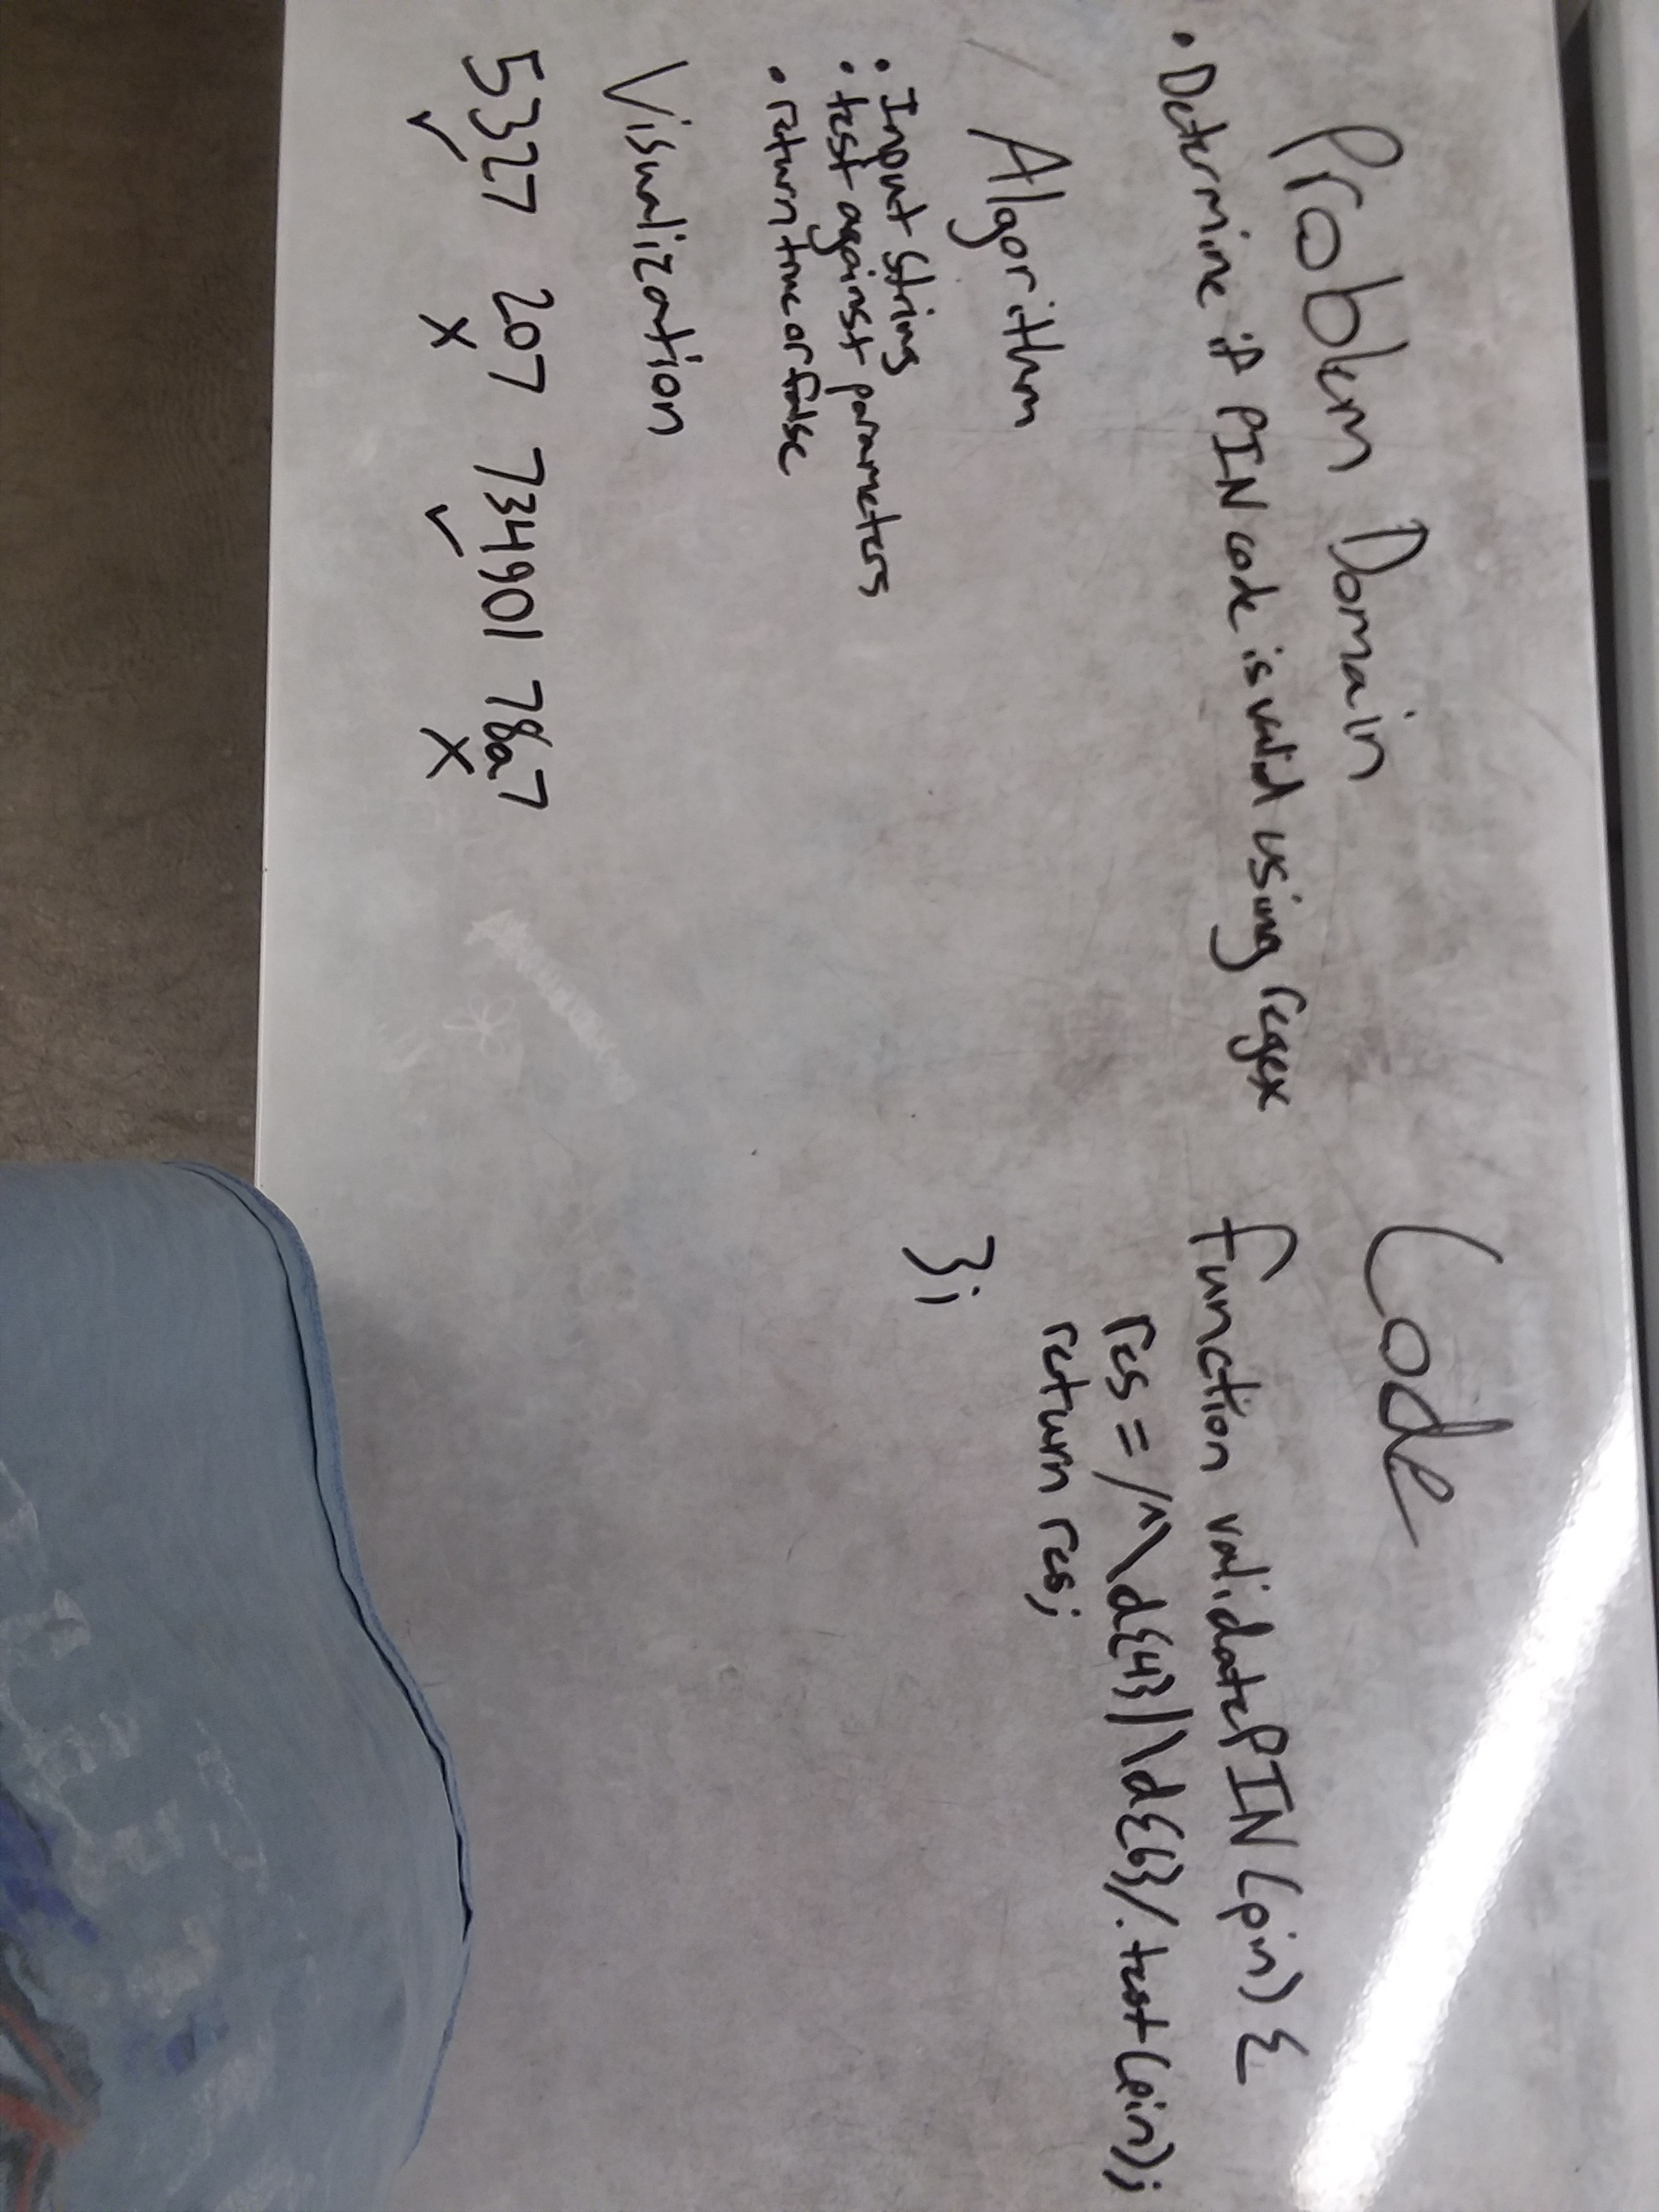 Problem Domain
. Determine if PIN code is valid using regex
Algorithm
. Input string
. test against parameters
. return true or false
Visualization
5327 207 734901 78a7
✓ x ✓ x
Code
function validatePIN(pin) {
res = /^\d{4}|\d{6}/.test(pin);
return res;
};